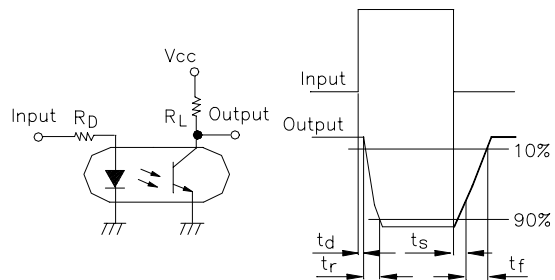 Vcc
Input RD RL Output
Input
Output
10%
90%
td ts
tr tf